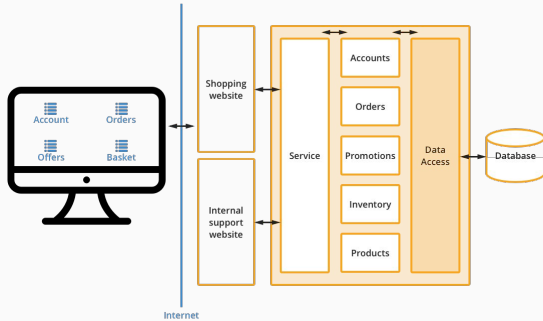 Account
Orders
Offers
Basket
Internet
Shopping
website
Internal
support
website
Service
Accounts
Orders
Promotions
Inventory
Products
Data
Access
Database